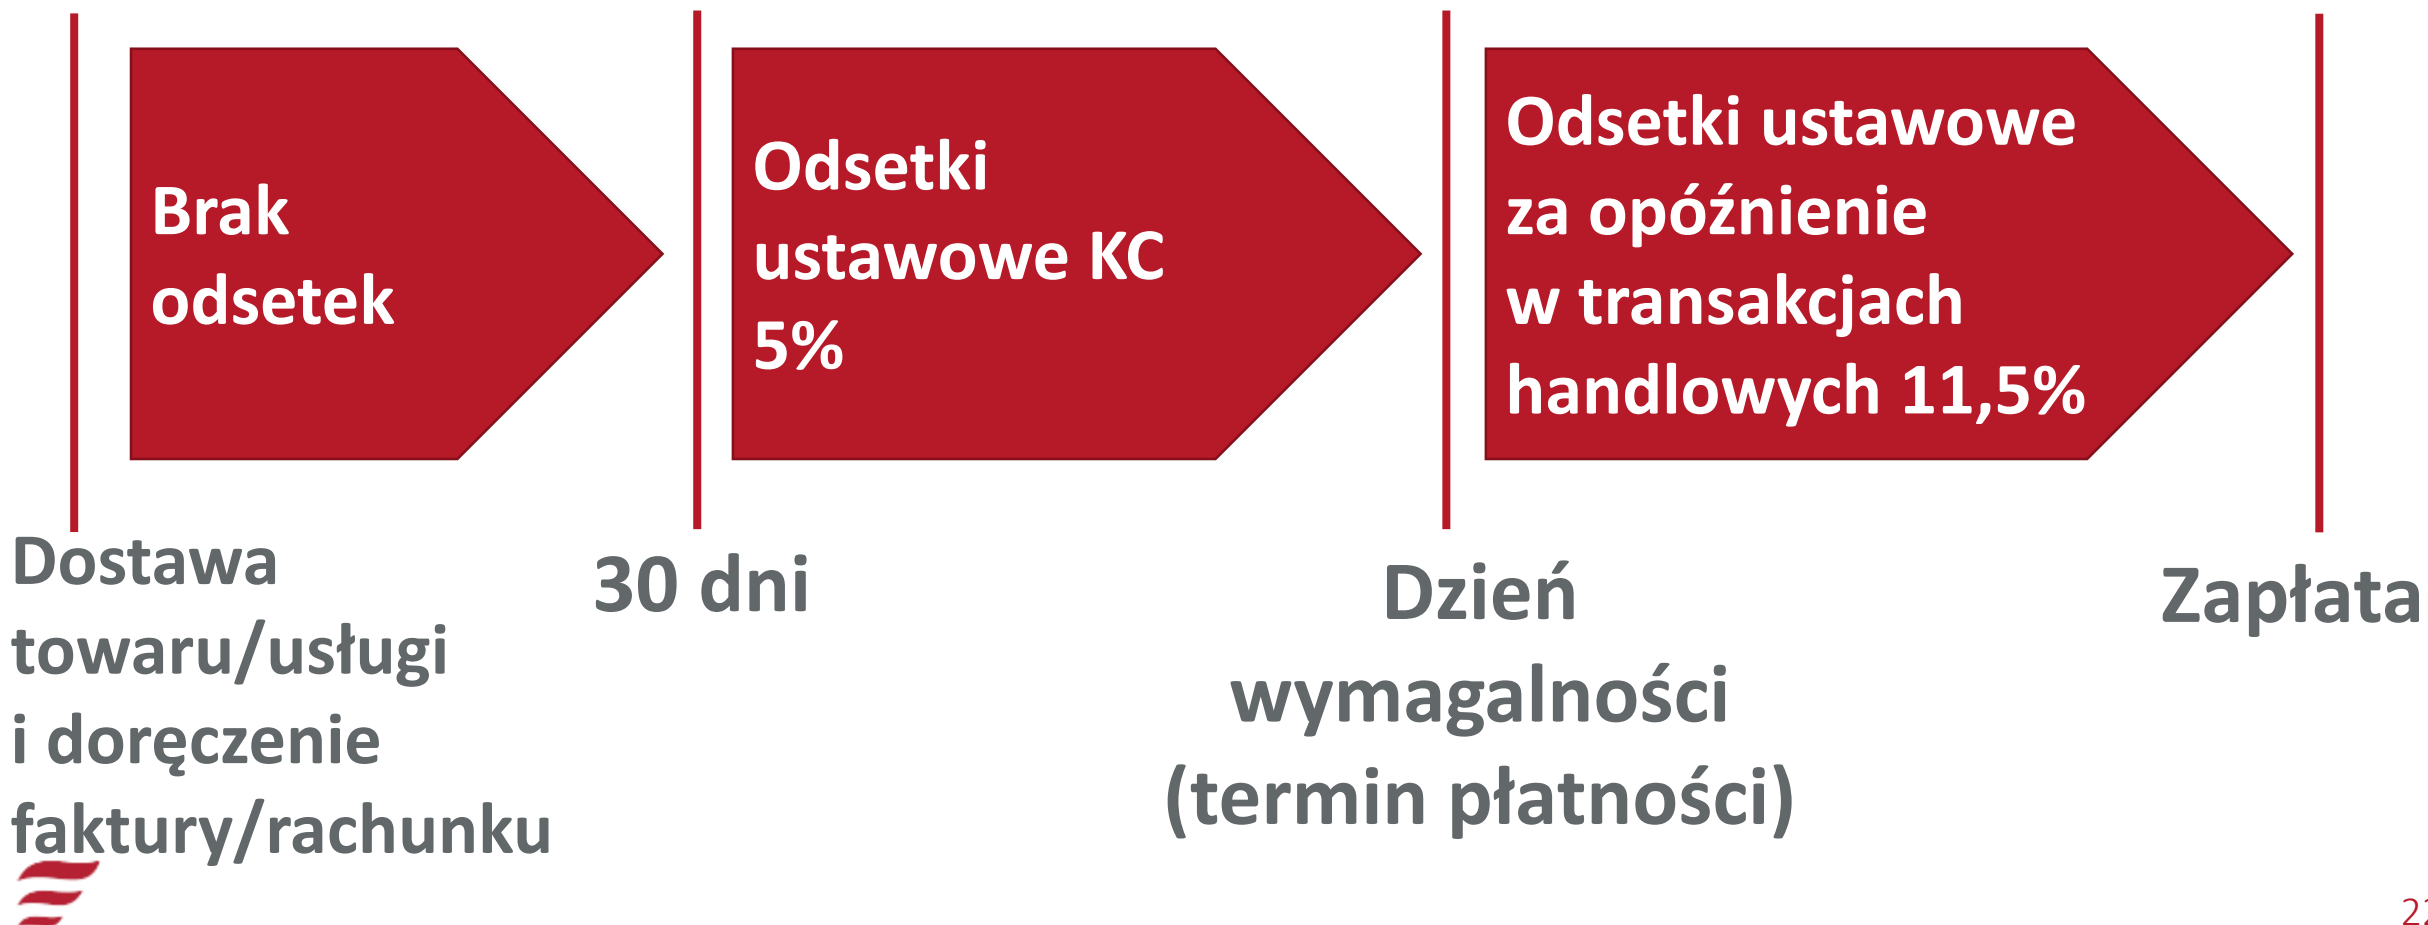 Brak
odsetek
Odsetki
ustawowe KC
5%
Odsetki ustawowe
za opóźnienie
w transakcjach
handlowych 11,5%
Dostawa
towaru/usługi
i doręczenie
faktury/rachunku
30 dni
Dzień
wymagalności
(termin płatności)
Zapłata